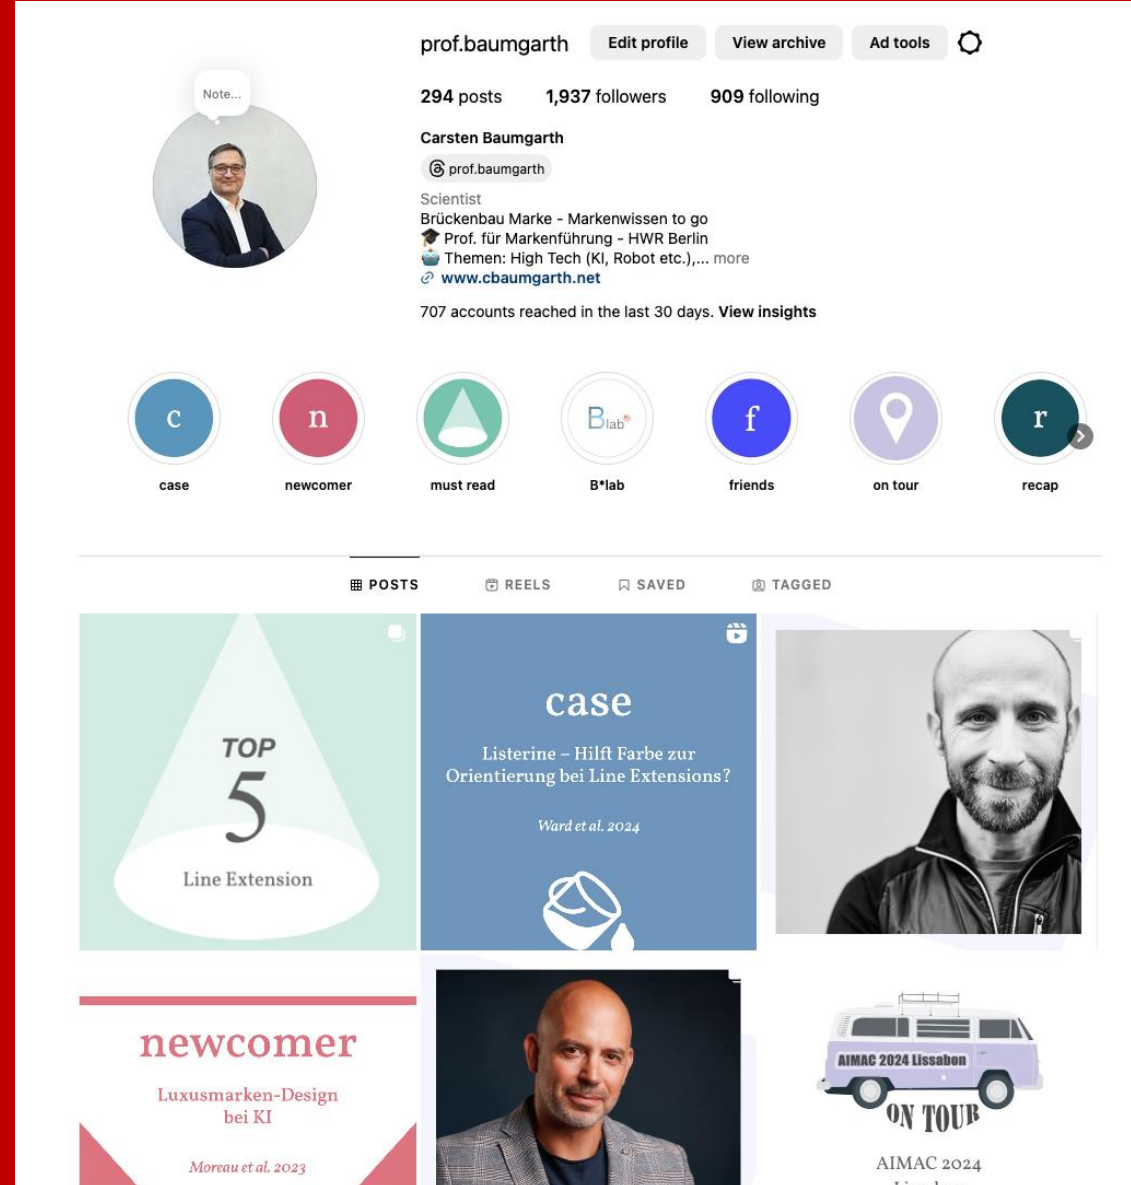 prof.baumgarth Edit profile View archive Ad tools
Note...
294 posts 1,937 followers 909 following
Carsten Baumgarth
prof.baumgarth
Scientist
Brückenbau Marke - Markenwissen to go
Prof. für Markenführung - HWR Berlin
Themen: High Tech (KI, Robot etc.),... more
www.cbaumgarth.net
707 accounts reached in the last 30 days. View insights
c n B lab* f r
case newcomer must read B*lab friends on tour recap
POSTS REELS SAVED TAGGED
TOP
5
Line Extension
case
Listerine – Hilft Farbe zur
Orientierung bei Line Extensions?
Ward et al. 2024
newcomer
Luxusmarken-Design
bei KI
Moreau et al. 2023
AIMAC 2024 Lissabon
ON TOUR
AIMAC 2024